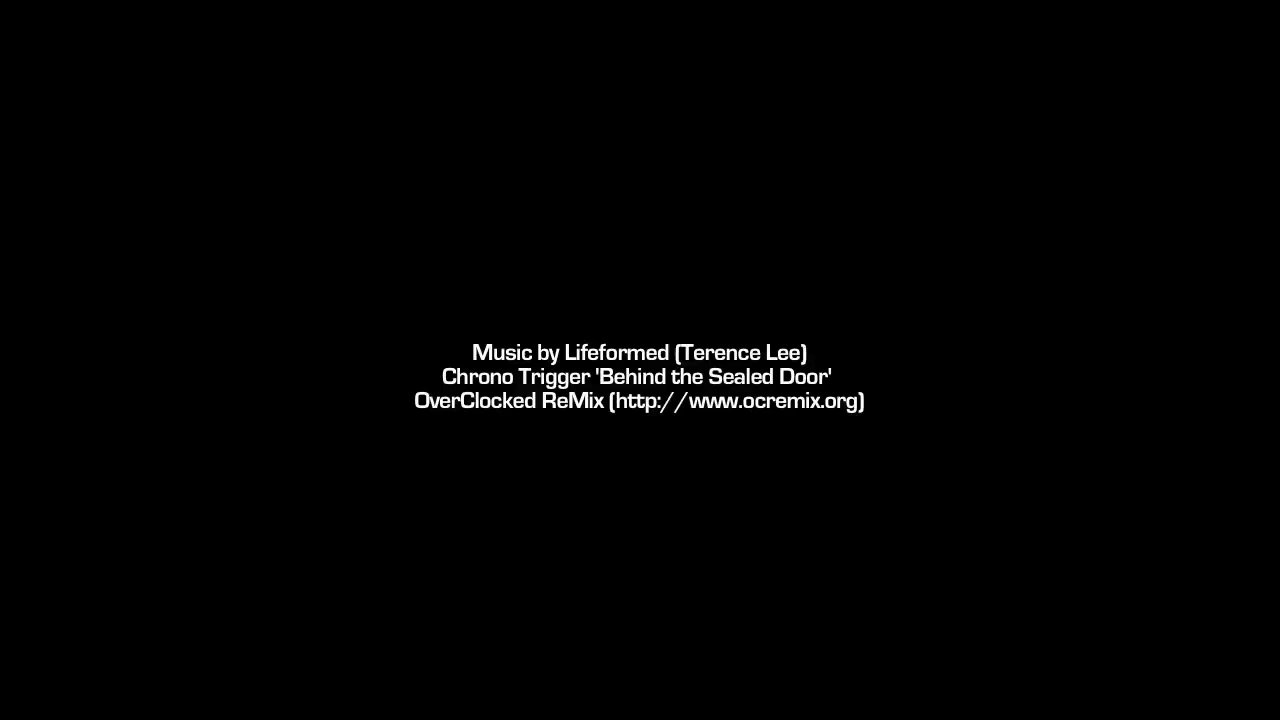 Music by Lifeformed (Terence Lee)
Chrono Trigger 'Behind the Sealed Door'
OverClocked ReMix (http://www.ocremix.org)